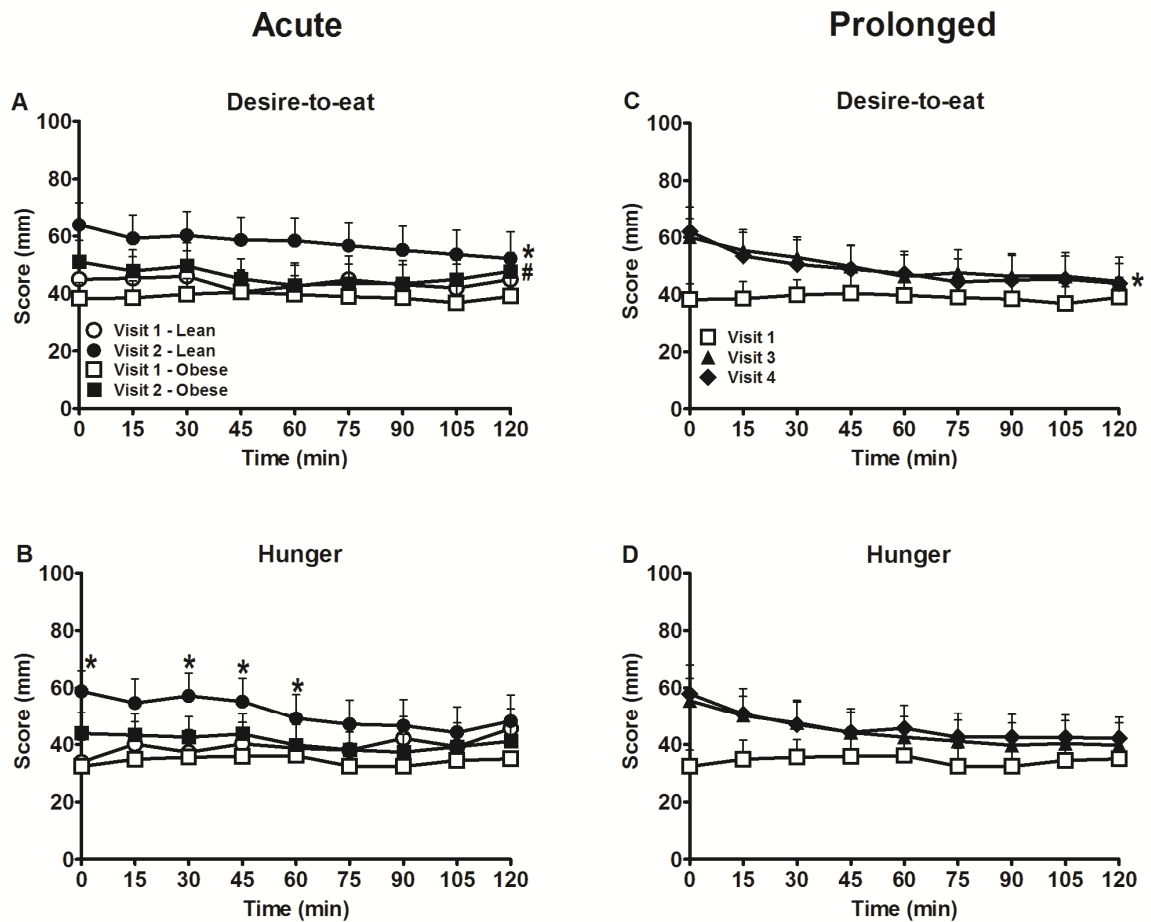 Acute
Prolonged
A
Desire-to-eat
100
80
60
40
20
0
Score (mm)
*
#
Visit 1 - Lean
Visit 2 - Lean
Visit 1 - Obese
Visit 2 - Obese
0 15 30 45 60 75 90 105 120
Time (min)
C
Desire-to-eat
100
80
60
40
20
0
Score (mm)
*
Visit 1
Visit 3
Visit 4
0 15 30 45 60 75 90 105 120
Time (min)
B
Hunger
100
80
60
40
20
0
Score (mm)
* * * *
0 15 30 45 60 75 90 105 120
Time (min)
D
Hunger
100
80
60
40
20
0
Score (mm)
0 15 30 45 60 75 90 105 120
Time (min)